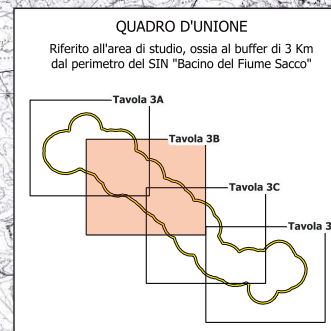 QUADRO D'UNIONE
Riferito all'area di studio, ossia al buffer di 3 Km
dal perimetro del SIN "Bacino del Fiume Sacco"
Tavola 3A
Tavola 3B
Tavola 3C
Tavola 3